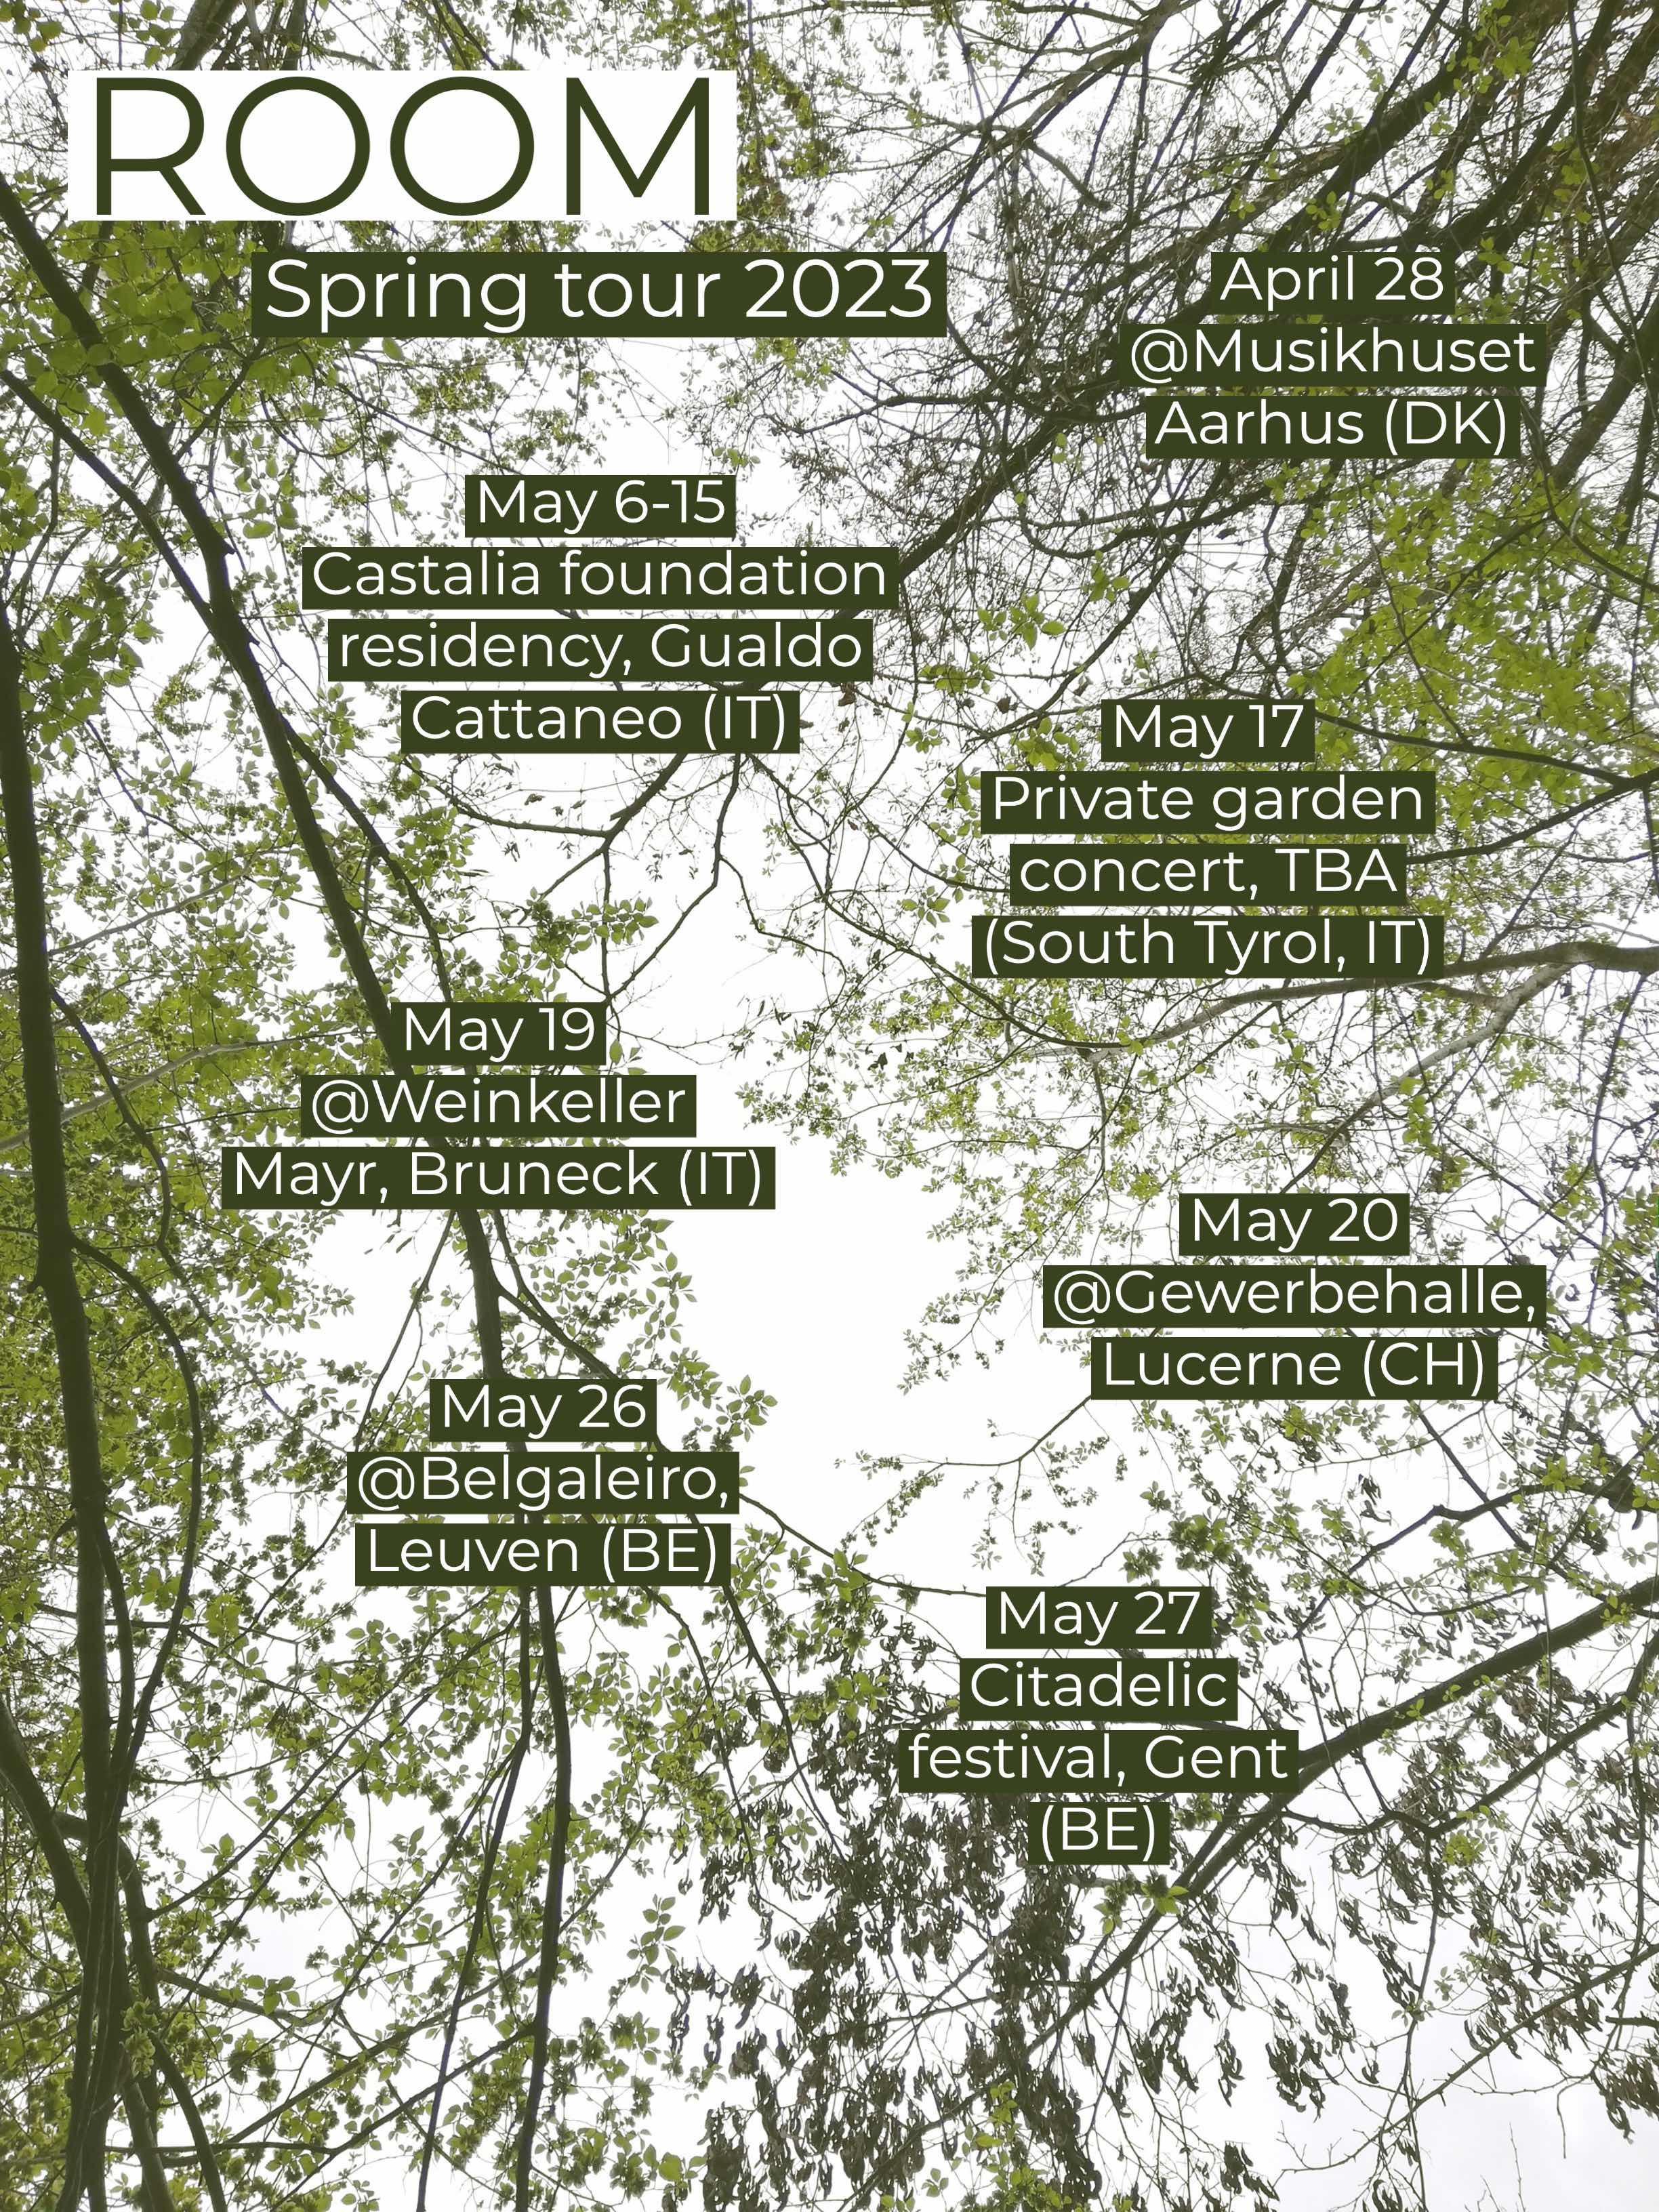 ROOM
Spring tour 2023
April 28
@Musikhuset
Aarhus (DK)
May 6-15
Castalia foundation
residency, Gualdo
Cattaneo (IT)
May 17
Private garden
concert, TBA
(South Tyrol, IT)
May 19
@Weinkeller
Mayr, Bruneck (IT)
May 20
@Gewerbehalle,
Lucerne (CH)
May 26
@Belgaleiro,
Leuven (BE)
May 27
Citadelic
festival, Gent
(BE)